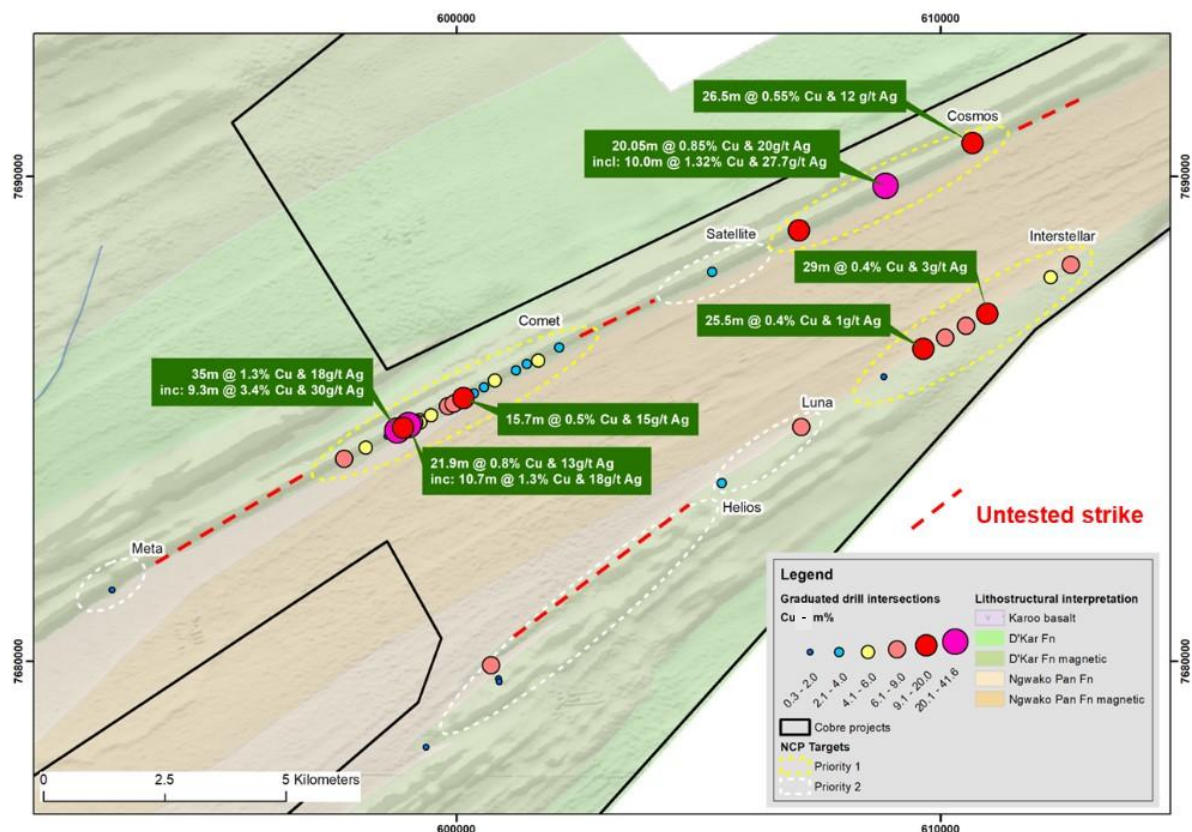 600000
610000
26.5m @ 0.55% Cu & 12 g/t Ag
Cosmos
20.05m @ 0.85% Cu & 20g/t Ag
incl: 10.0m @ 1.32% Cu & 27.7g/t Ag
7690000
7690000
Satellite
Interstellar
29m @ 0.4% Cu & 3g/t Ag
25.5m @ 0.4% Cu & 1g/t Ag
Comet
35m @ 1.3% Cu & 18g/t Ag
inc: 9.3m @ 3.4% Cu & 30g/t Ag
15.7m @ 0.5% Cu & 15g/t Ag
Luna
21.9m @ 0.8% Cu & 13g/t Ag
inc: 10.7m @ 1.3% Cu & 18g/t Ag
Helios
Untested strike
Meta
Legend
Graduated drill intersections
Cu - m%
0.3 - 2.0
2.1 - 4.0
4.1 - 6.0
6.1 - 9.0
9.1 - 20.0
20.1 - 41.6
Cobre projects
NCP Targets
Priority 1
Priority 2
Lithostructural interpretation
v
Karoo basalt
D'Kar Fn
D'Kar Fn magnetic
Ngwako Pan Fn
Ngwako Pan Fn magnetic
7680000
7680000
0
2.5
5 Kilometers
600000
610000